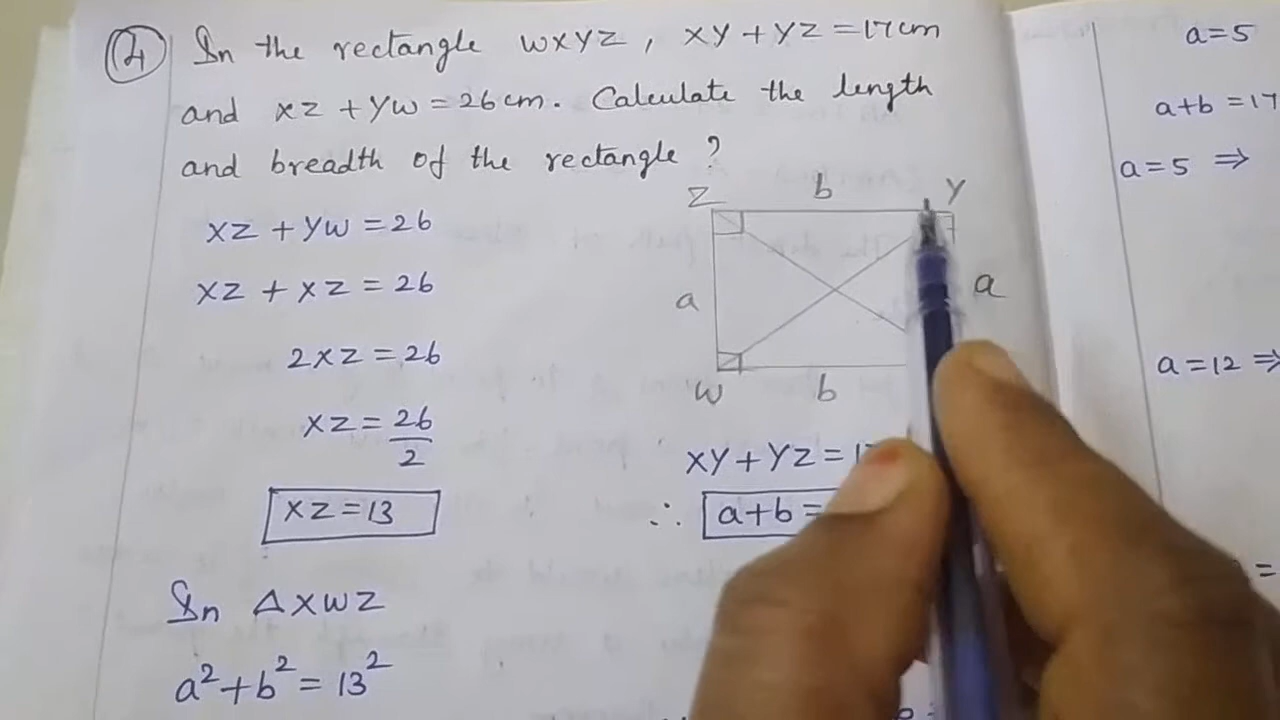 4 In the rectangle WXYZ, XY+YZ=17cm
and XZ+YW=26cm. Calculate the length
and breadth of the rectangle?
XZ+YW=26
XZ+XZ=26
2XZ=26
XZ=26/2
XZ=13
In ΔXWZ
a²+b²=13²
Z b Y
a a
W b
XY+YZ=1
∴ a+b=
a=5
a+b=17
a=5 ⇒
a=12 ⇒
=